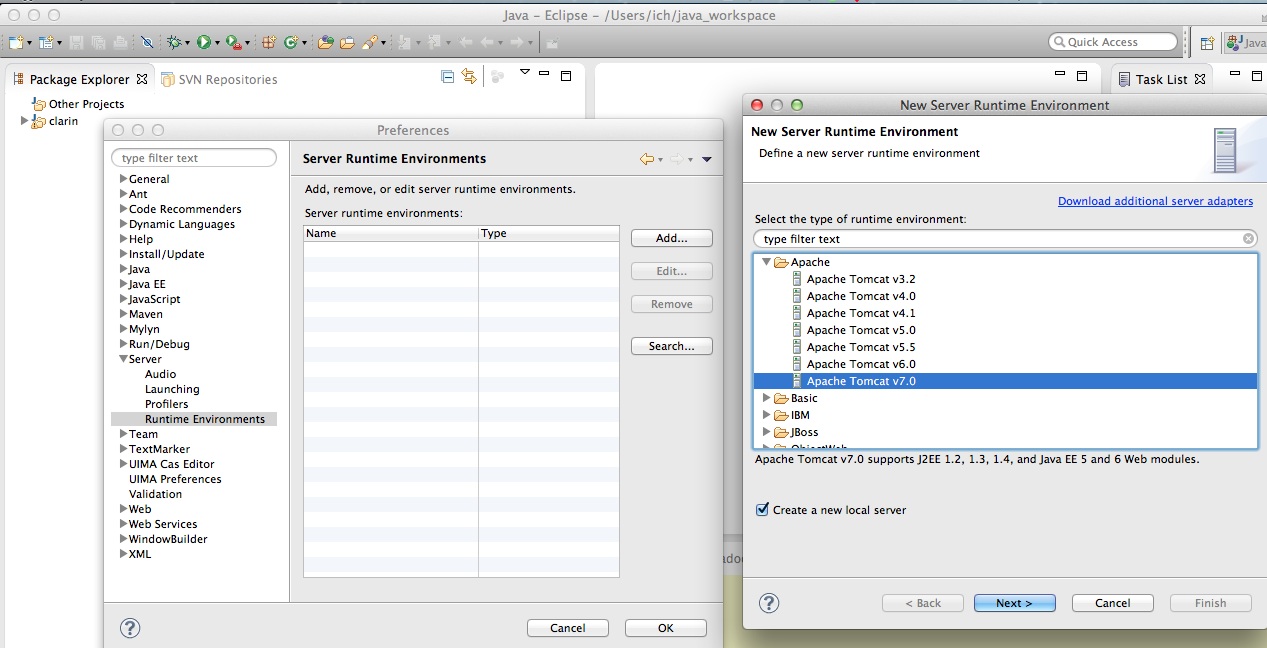 Java - Eclipse - /Users/ich/java_workspace
Quick Access
Java
Package Explorer
SVN Repositories
Task List
Other Projects
clarin
Preferences
type filter text
General
Ant
Code Recommenders
Dynamic Languages
Help
Install/Update
Java
Java EE
JavaScript
Maven
Mylyn
Run/Debug
Server
Audio
Launching
Profilers
Runtime Environments
Team
TextMarker
UIMA Cas Editor
UIMA Preferences
Validation
Web
Web Services
WindowBuilder
XML
Server Runtime Environments
Add, remove, or edit server runtime environments.
Server runtime environments:
Name Type
Add...
Edit...
Remove
Search...
Cancel OK
New Server Runtime Environment
New Server Runtime Environment
Define a new server runtime environment
Download additional server adapters
Select the type of runtime environment:
type filter text
Apache
Apache Tomcat v3.2
Apache Tomcat v4.0
Apache Tomcat v4.1
Apache Tomcat v5.0
Apache Tomcat v5.5
Apache Tomcat v6.0
Apache Tomcat v7.0
Basic
IBM
JBoss
ObjectWeb
Apache Tomcat v7.0 supports J2EE 1.2, 1.3, 1.4, and Java EE 5 and 6 Web modules.
Create a new local server
< Back Next > Cancel Finish